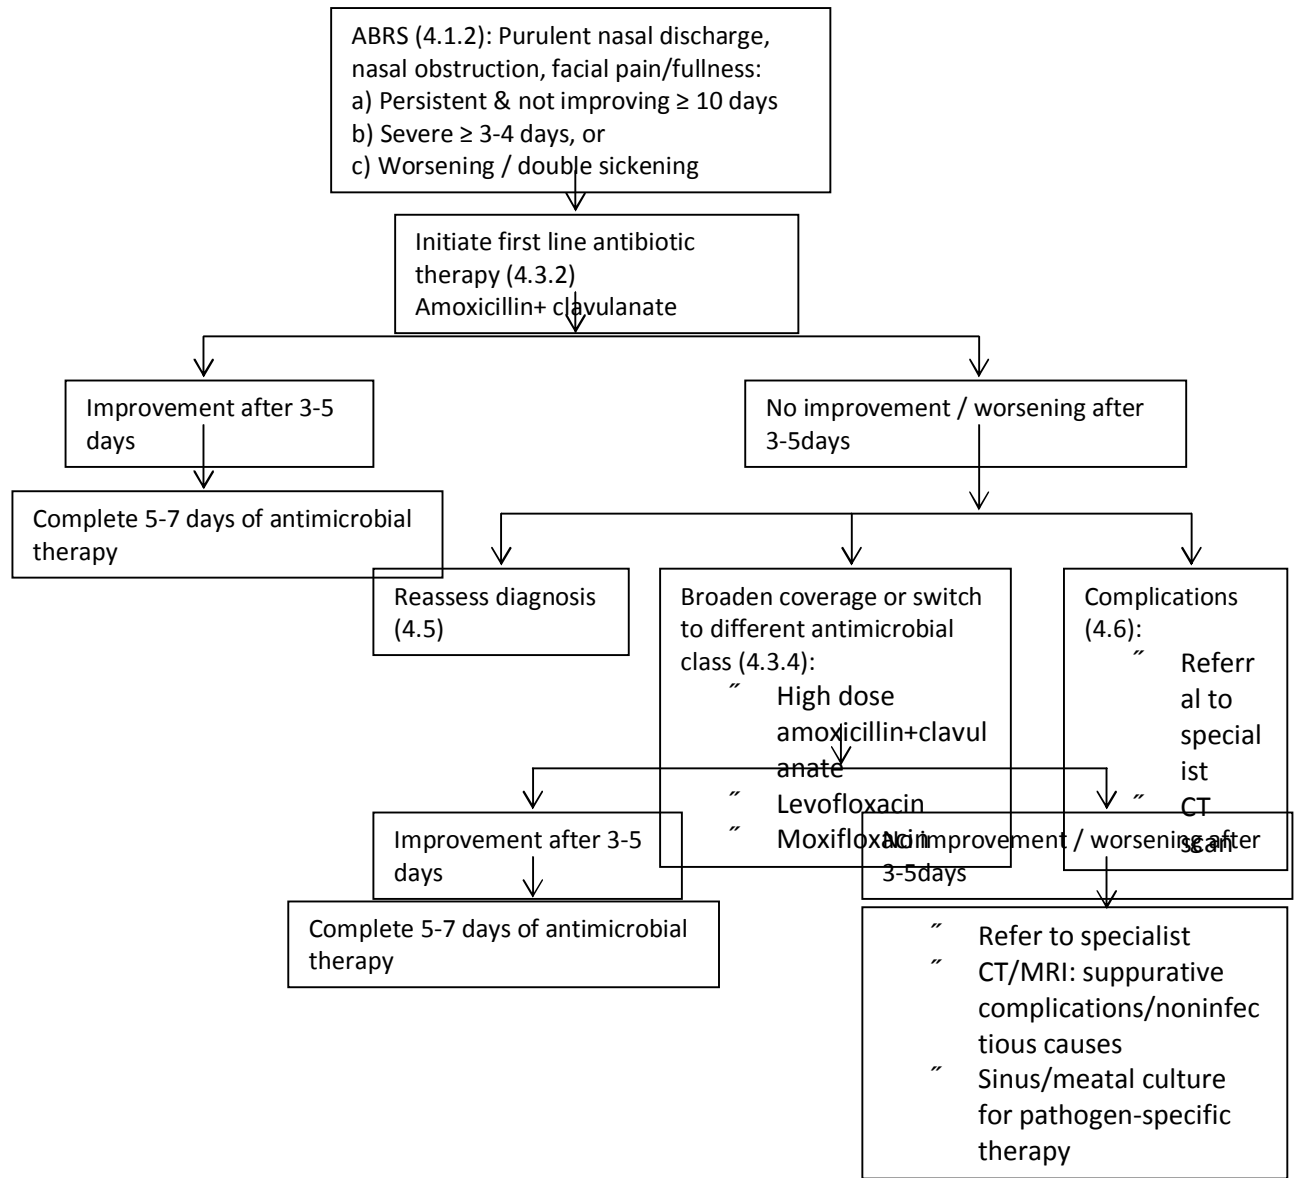 ABRS (4.1.2): Purulent nasal discharge,
nasal obstruction, facial pain/fullness:
a) Persistent & not improving ≥ 10 days
b) Severe ≥ 3-4 days, or
c) Worsening / double sickening
Initiate first line antibiotic
therapy (4.3.2)
Amoxicillin+ clavulanate
Improvement after 3-5
days
No improvement / worsening after
3-5days
Complete 5-7 days of antimicrobial
therapy
Reassess diagnosis
(4.5)
Broaden coverage or switch
to different antimicrobial
class (4.3.4):
˝ High dose
amoxicillin+clavul
anate
˝ Levofloxacin
˝ Moxifloxacin
Complications
(4.6):
˝ Referr
al to
special
ist
˝ CT
scan
Improvement after 3-5
days
No improvement / worsening after
3-5days
Complete 5-7 days of antimicrobial
therapy
˝ Refer to specialist
˝ CT/MRI: suppurative
complications/noninfec
tious causes
˝ Sinus/meatal culture
for pathogen-specific
therapy